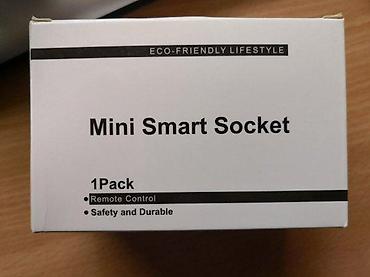 ECO-FRIENDLY LIFESTYLE
Mini Smart Socket
1Pack
• Remote Control
• Safety and Durable